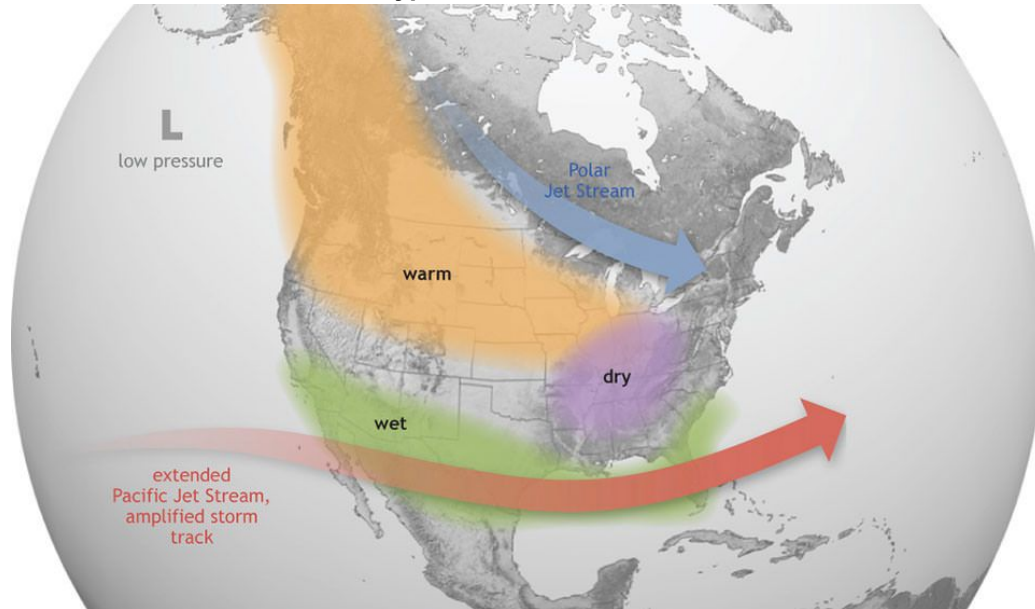 L
low pressure
Polar
Jet Stream
warm
dry
wet
extended
Pacific Jet Stream,
amplified storm
track